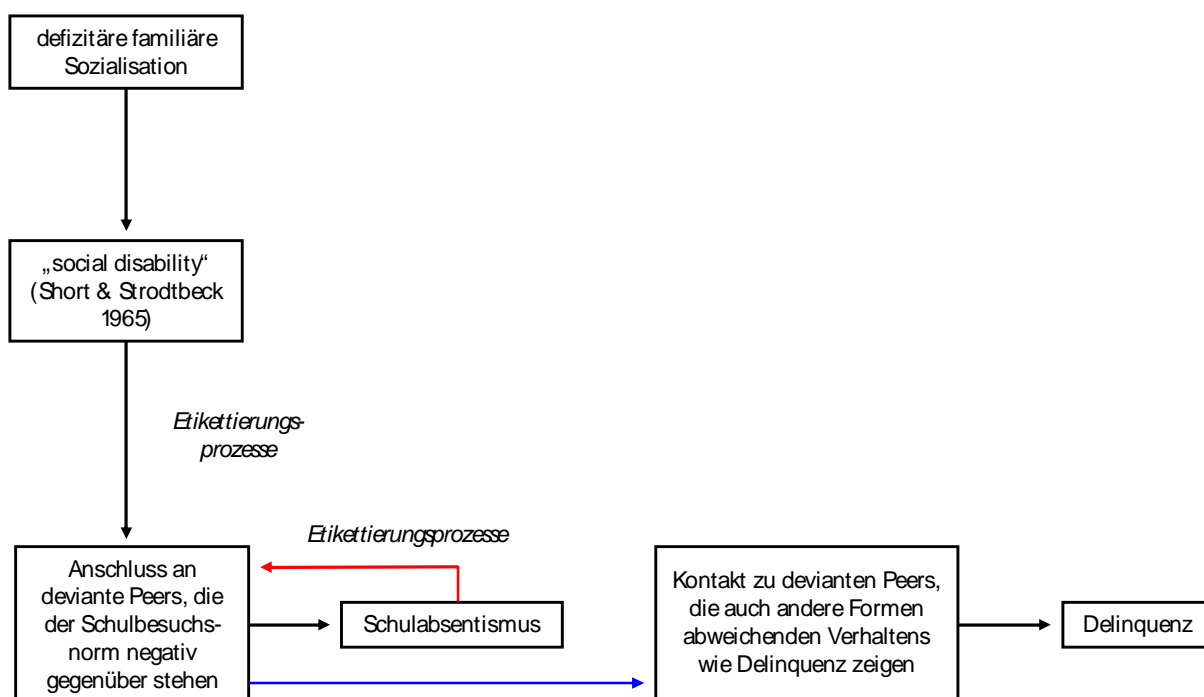 defizitäre familiäre
Sozialisation
„social disability“
(Short & Strodtbeck
1965)
Etikettierungs-
prozesse
Etikettierungsprozesse
Anschluss an
deviante Peers, die
der Schulbesuchs-
norm negativ
gegenüber stehen
Schulabsentismus
Kontakt zu devianten Peers,
die auch andere Formen
abweichenden Verhaltens
wie Delinquenz zeigen
Delinquenz